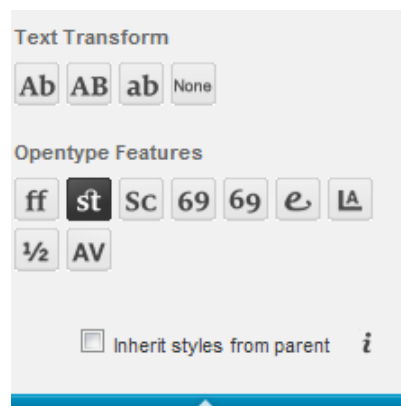 Text Transform
Ab AB ab None
Opentype Features
ff st Sc 69 69 e LA
½ AV
Inherit styles from parent i